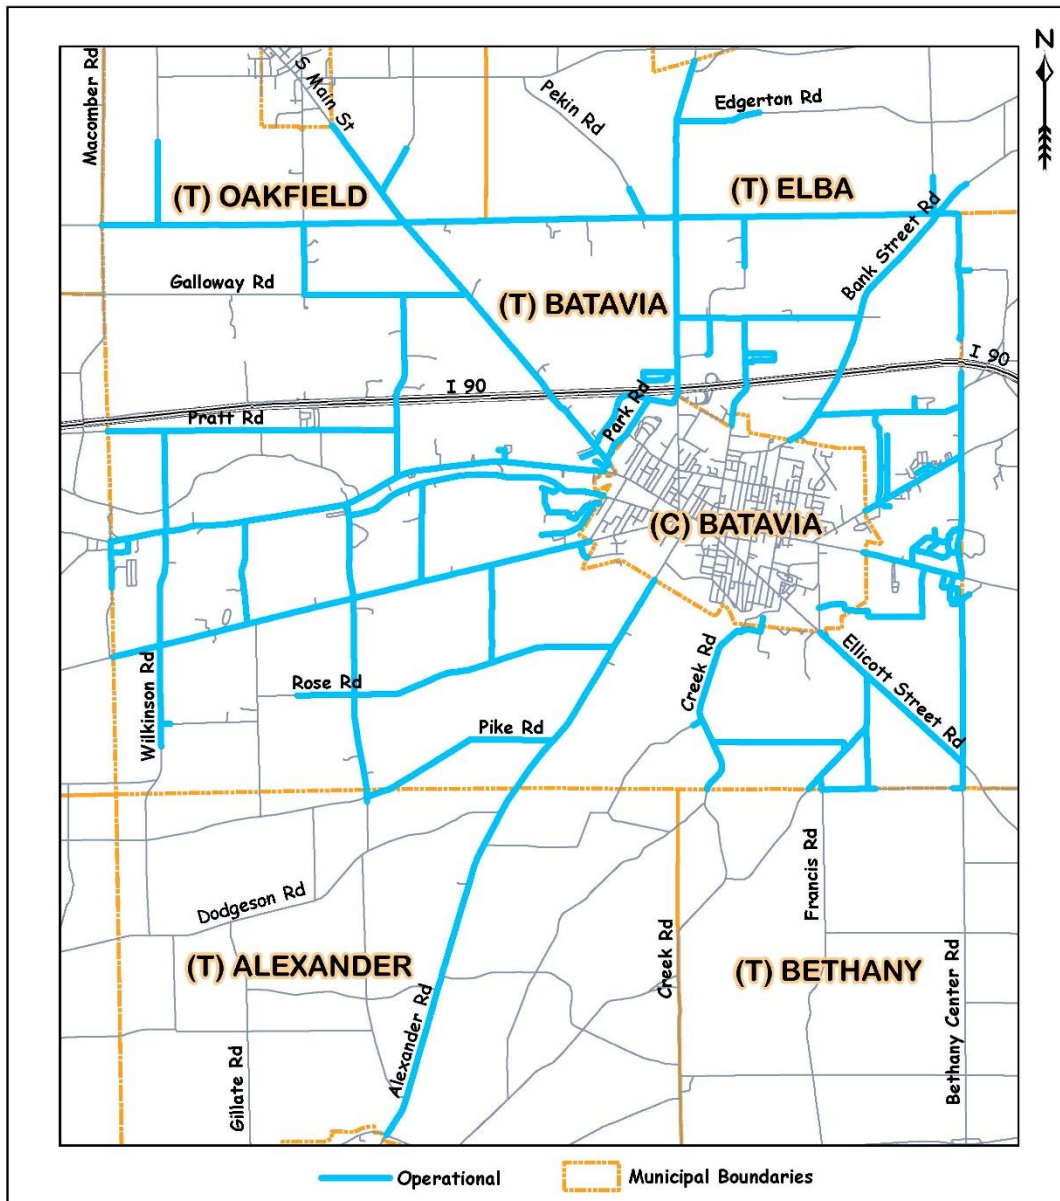 N
Macomber Rd
S Main St
Pekin Rd
Edgerton Rd
(T) OAKFIELD
(T) ELBA
Bank Street Rd
Galloway Rd
(T) BATAVIA
I 90
I 90
Pratt Rd
Park Rd
(C) BATAVIA
Wilkinson Rd
Rose Rd
Creek Rd
Ellicott Street Rd
Pike Rd
Dodgeson Rd
Francis Rd
(T) ALEXANDER
Creek Rd
(T) BETHANY
Alexander Rd
Bethany Center Rd
Gillate Rd
Operational
Municipal Boundaries